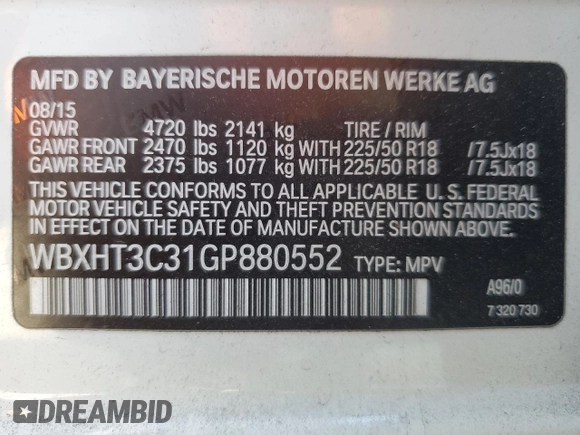 MFD BY BAYERISCHE MOTOREN WERKE AG
08/15
GVWR 4720 lbs 2141 kg TIRE / RIM
GAWR FRONT 2470 lbs 1120 kg WITH 225/50 R18 /7.5Jx18
GAWR REAR 2375 lbs 1077 kg WITH 225/50 R18 /7.5Jx18
THIS VEHICLE CONFORMS TO ALL APPLICABLE U. S. FEDERAL
MOTOR VEHICLE SAFETY AND THEFT PREVENTION STANDARDS
IN EFFECT ON THE DATE OF MANUFACTURE SHOWN ABOVE.
WBXHT3C31GP880552 TYPE: MPV
A96/0
7 320 730
DREAMBID